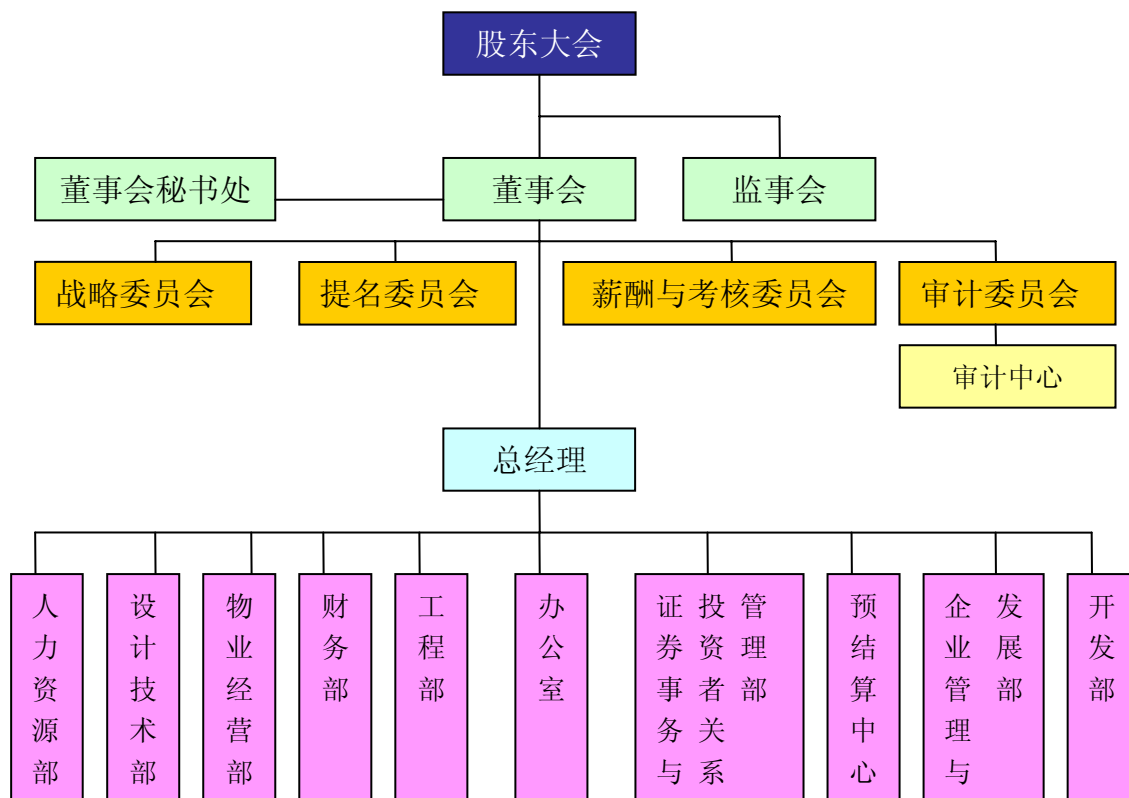 股东大会
董事会秘书处
董事会
监事会
战略委员会
提名委员会
薪酬与考核委员会
审计委员会
审计中心
总经理
人力资源部
设计技术部
物业经营部
财务部
工程部
办公室
证券事务与
投资者关系
管理部
预结算中心
企业管理与
发展部
开发部